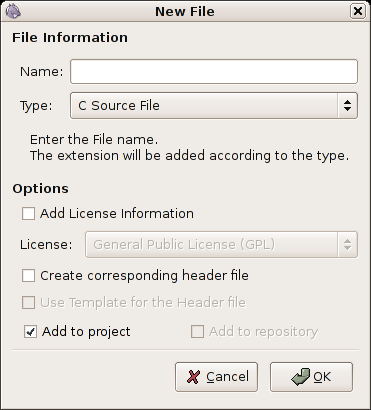 New File
File Information
Name:
Type: C Source File
Enter the File name.
The extension will be added according to the type.
Options
Add License Information
License: General Public License (GPL)
Create corresponding header file
Use Template for the Header file
Add to project Add to repository
Cancel OK